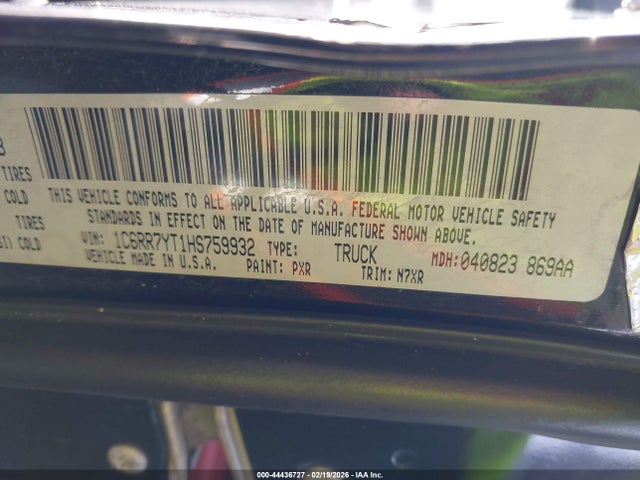 TIRES
COLD
THIS VEHICLE CONFORMS TO ALL APPLICABLE U.S.A. FEDERAL MOTOR VEHICLE SAFETY
TIRES
STANDARDS IN EFFECT ON THE DATE OF MANUFACTURE SHOWN ABOVE.
COLD
VIN: 1C6RR7YT1HS759932 TYPE: TRUCK MDH:040823 869AA
VEHICLE MADE IN U.S.A. PAINT: PXR TRIM: N7XR
000-44436727 - 02/19/2026 - IAA Inc.